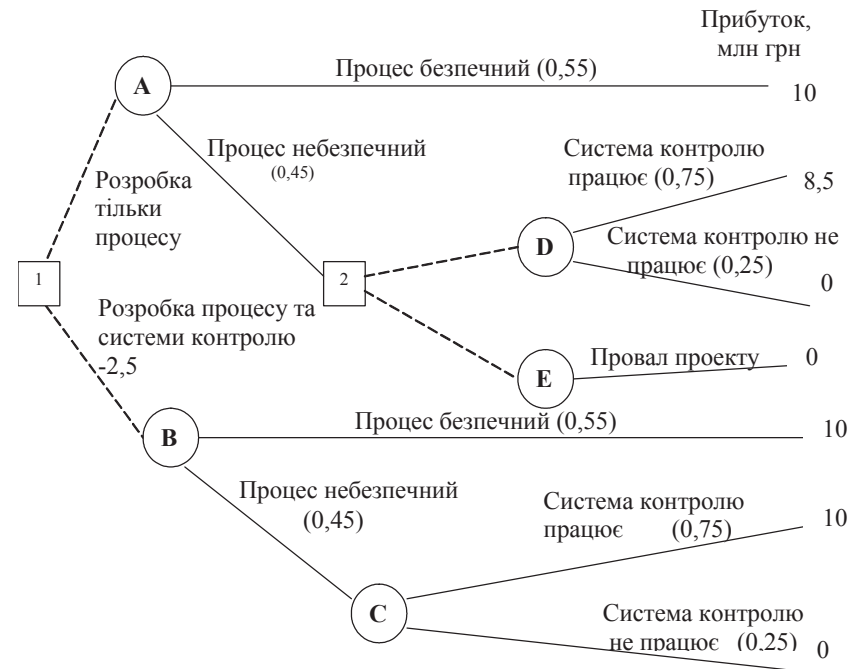 Прибуток,
млн грн
Процес безпечний (0,55)
A
10
Процес небезпечний
(0,45)
Система контролю
працює (0,75)
8,5
Розробка
тільки
процесу
D
Система контролю не
працює (0,25)
0
1
2
Розробка процесу та
системи контролю
-2,5
E
Провал проекту
0
B
Процес безпечний (0,55)
10
Процес небезпечний
(0,45)
Система контролю
працює (0,75)
10
C
Система контролю
не працює (0,25)
0